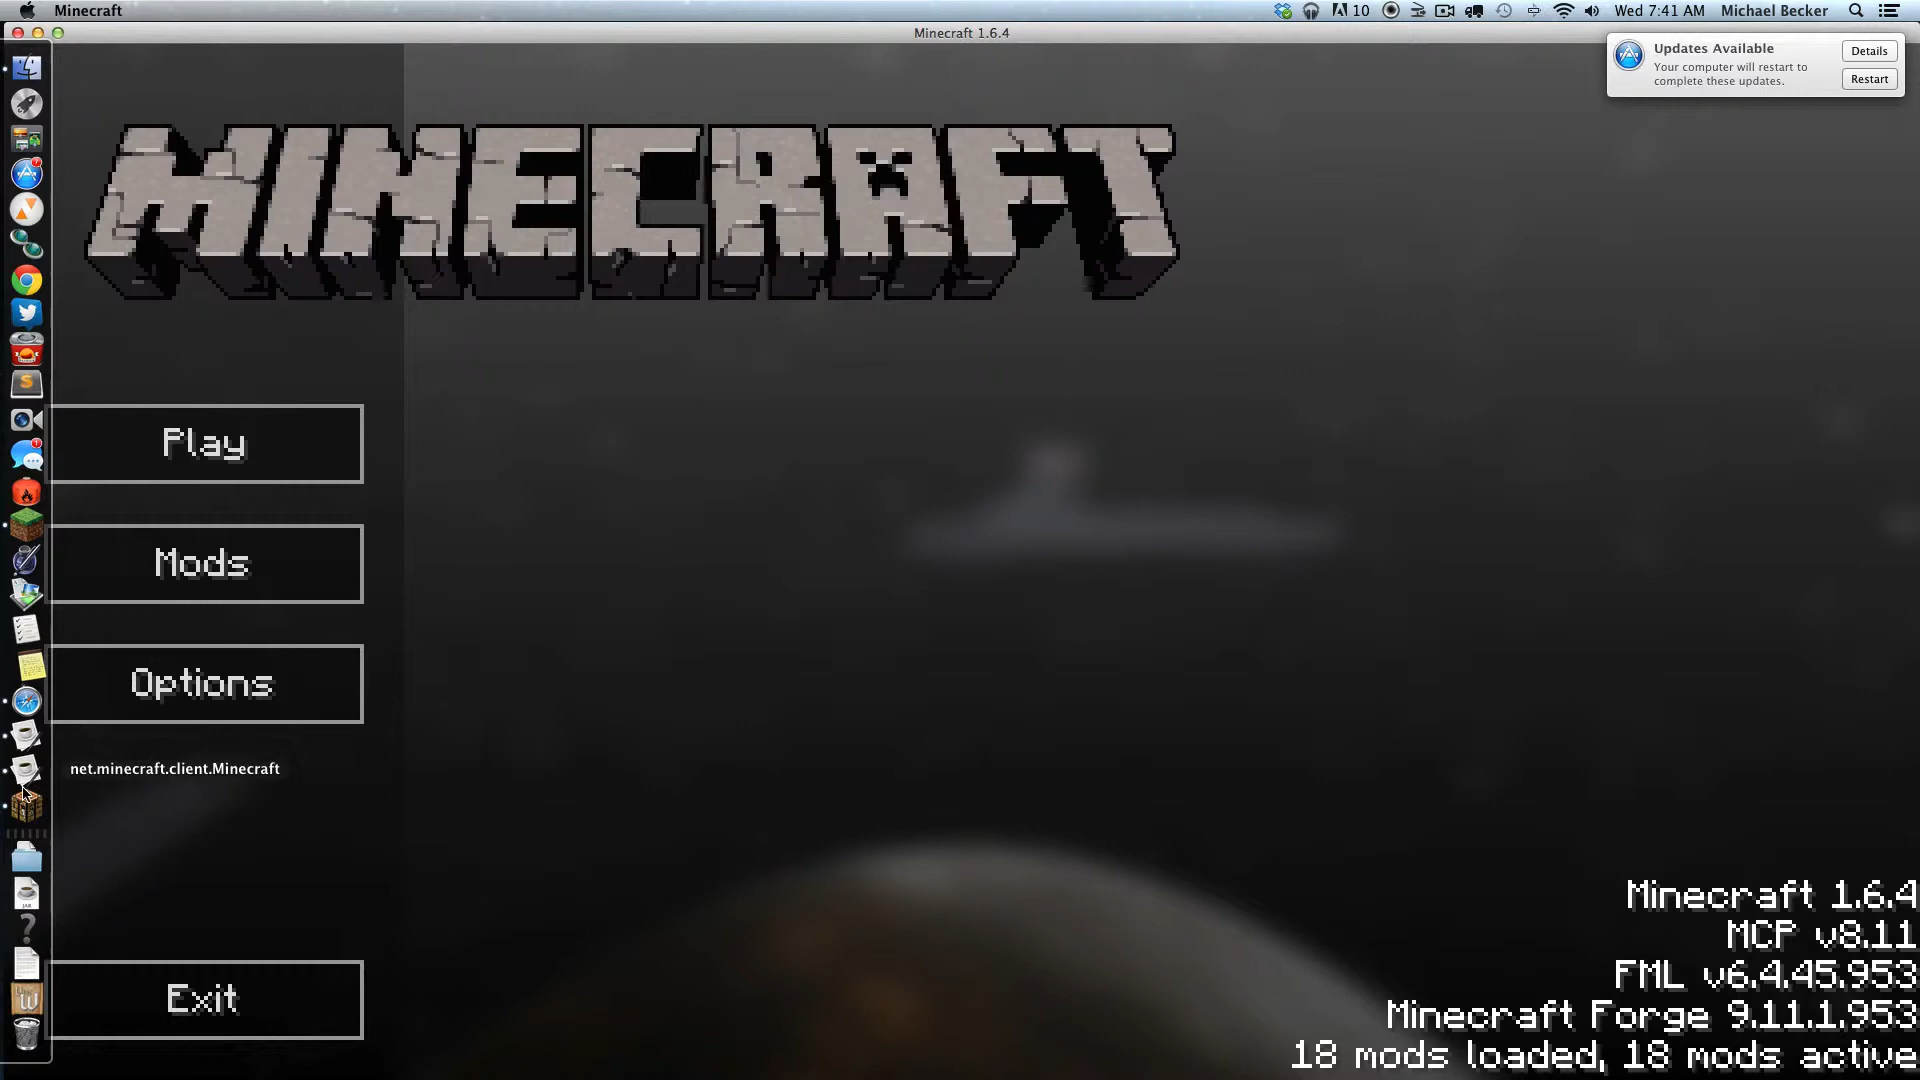 Minecraft
10
Wed 7:41 AM
Michael Becker
Minecraft 1.6.4
Updates Available
Your computer will restart to
complete these updates.
Details
Restart
MINECRAFT
Play
Mods
Options
net.minecraft.client.Minecraft
Exit
Minecraft 1.6.4
MCP v8.11
FML v6.4.45.953
Minecraft Forge 9.11.1.953
18 mods loaded, 18 mods active